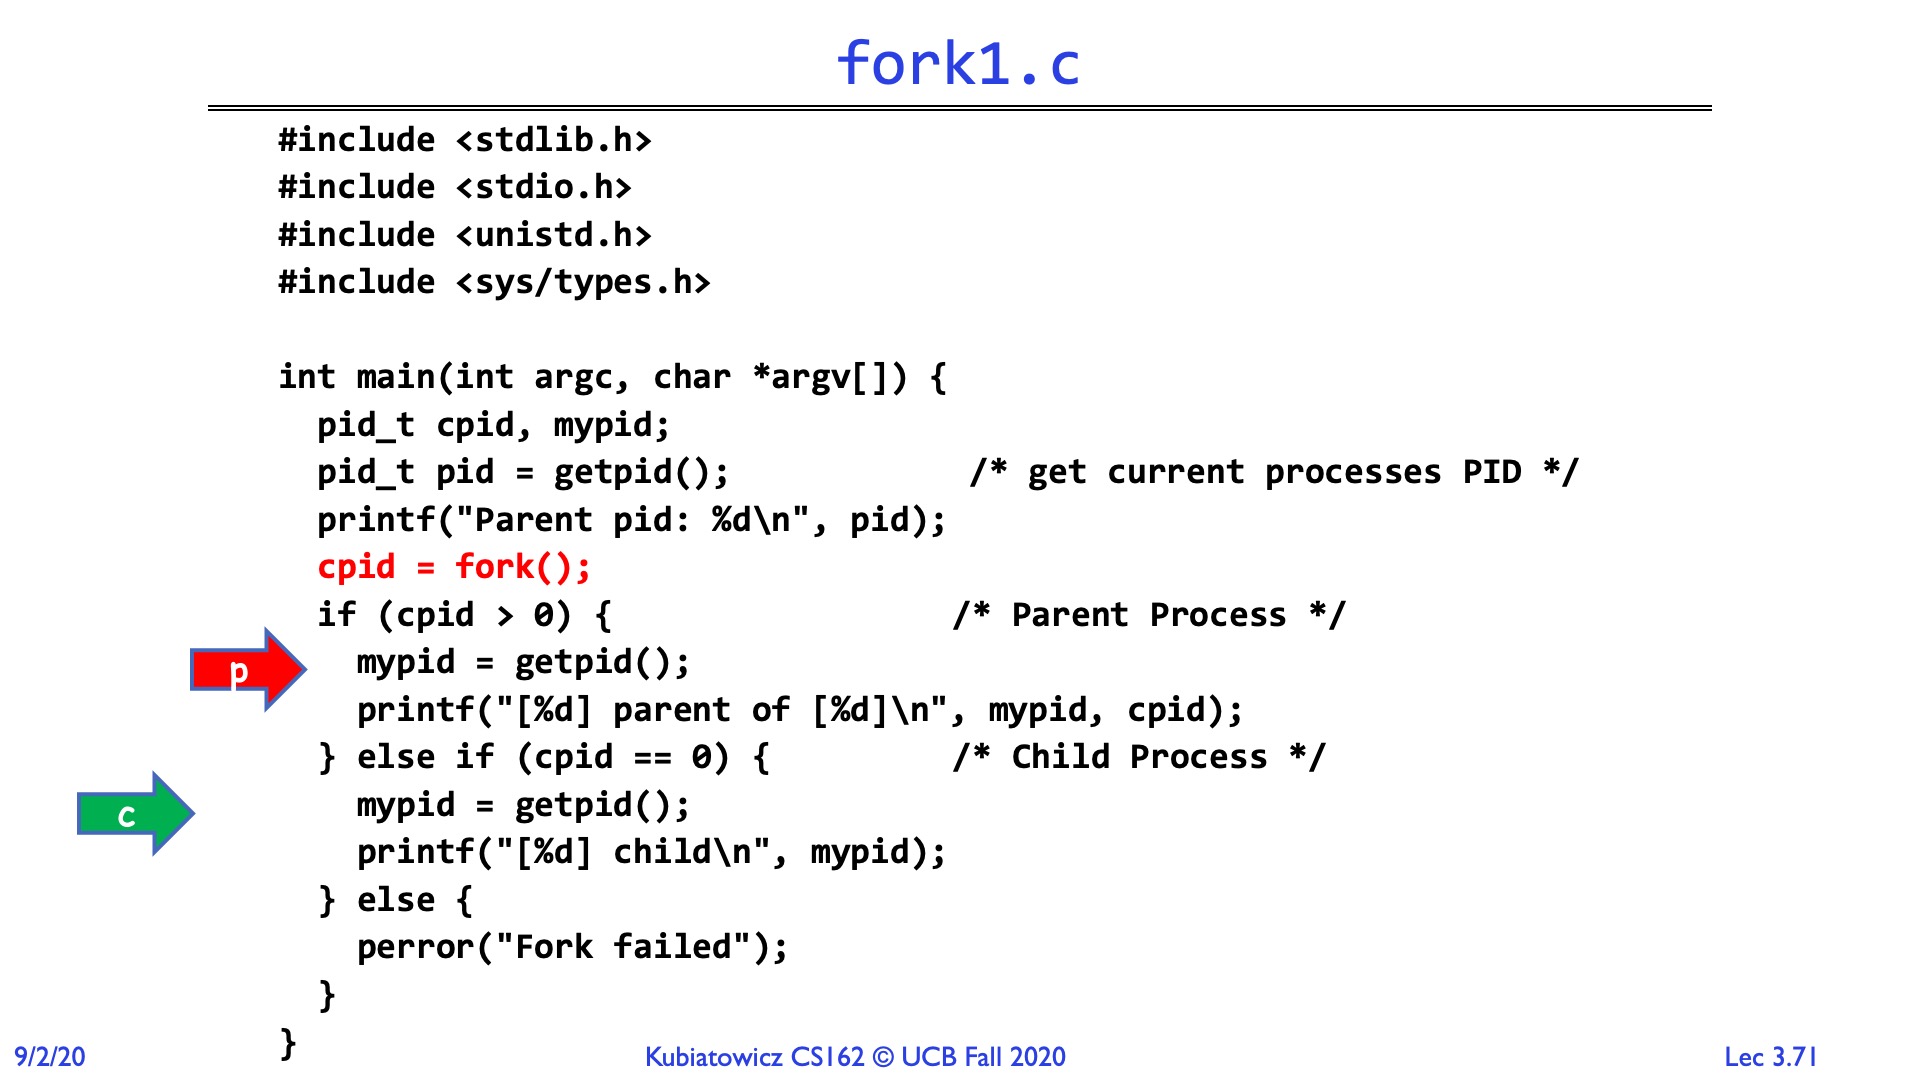 fork1.c
#include <stdlib.h>
#include <stdio.h>
#include <unistd.h>
#include <sys/types.h>
int main(int argc, char *argv[]) {
  pid_t cpid, mypid;
  pid_t pid = getpid();            /* get current processes PID */
  printf("Parent pid: %d\n", pid);
  cpid = fork();
  if (cpid > 0) {                 /* Parent Process */
p
    mypid = getpid();
    printf("[%d] parent of [%d]\n", mypid, cpid);
  } else if (cpid == 0) {         /* Child Process */
c
    mypid = getpid();
    printf("[%d] child\n", mypid);
  } else {
    perror("Fork failed");
  }
}
9/2/20
Kubiatowicz CS162 © UCB Fall 2020
Lec 3.71